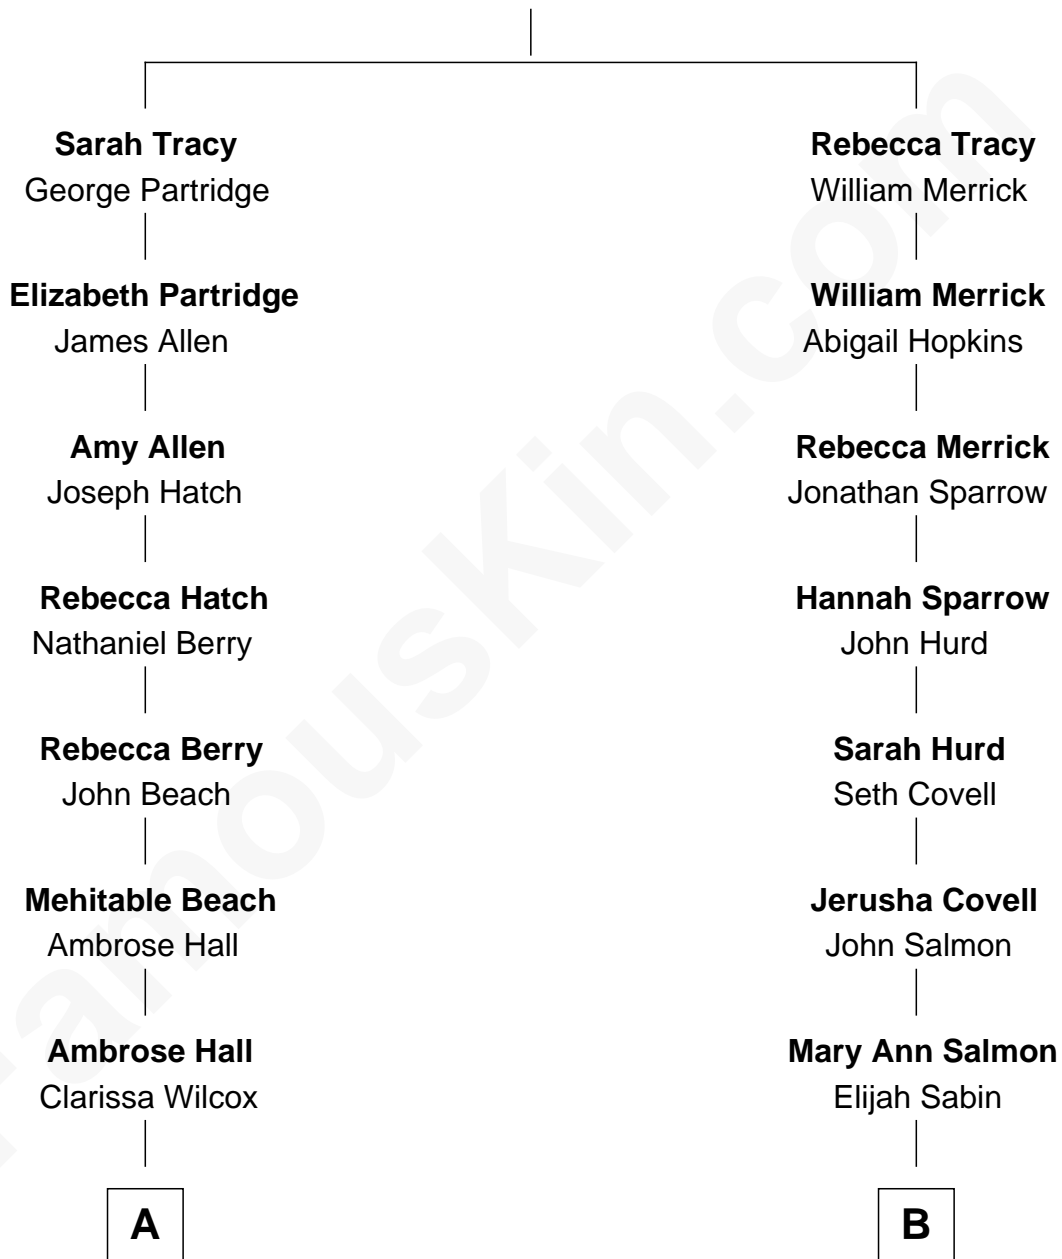 Sarah Tracy
George Partridge
Rebecca Tracy
William Merrick
Elizabeth Partridge
James Allen
William Merrick
Abigail Hopkins
Amy Allen
Joseph Hatch
Rebecca Merrick
Jonathan Sparrow
Rebecca Hatch
Nathaniel Berry
Hannah Sparrow
John Hurd
Rebecca Berry
John Beach
Sarah Hurd
Seth Covell
Mehitable Beach
Ambrose Hall
Jerusha Covell
John Salmon
Ambrose Hall
Clarissa Wilcox
Mary Ann Salmon
Elijah Sabin
A
B
FamousKin.com